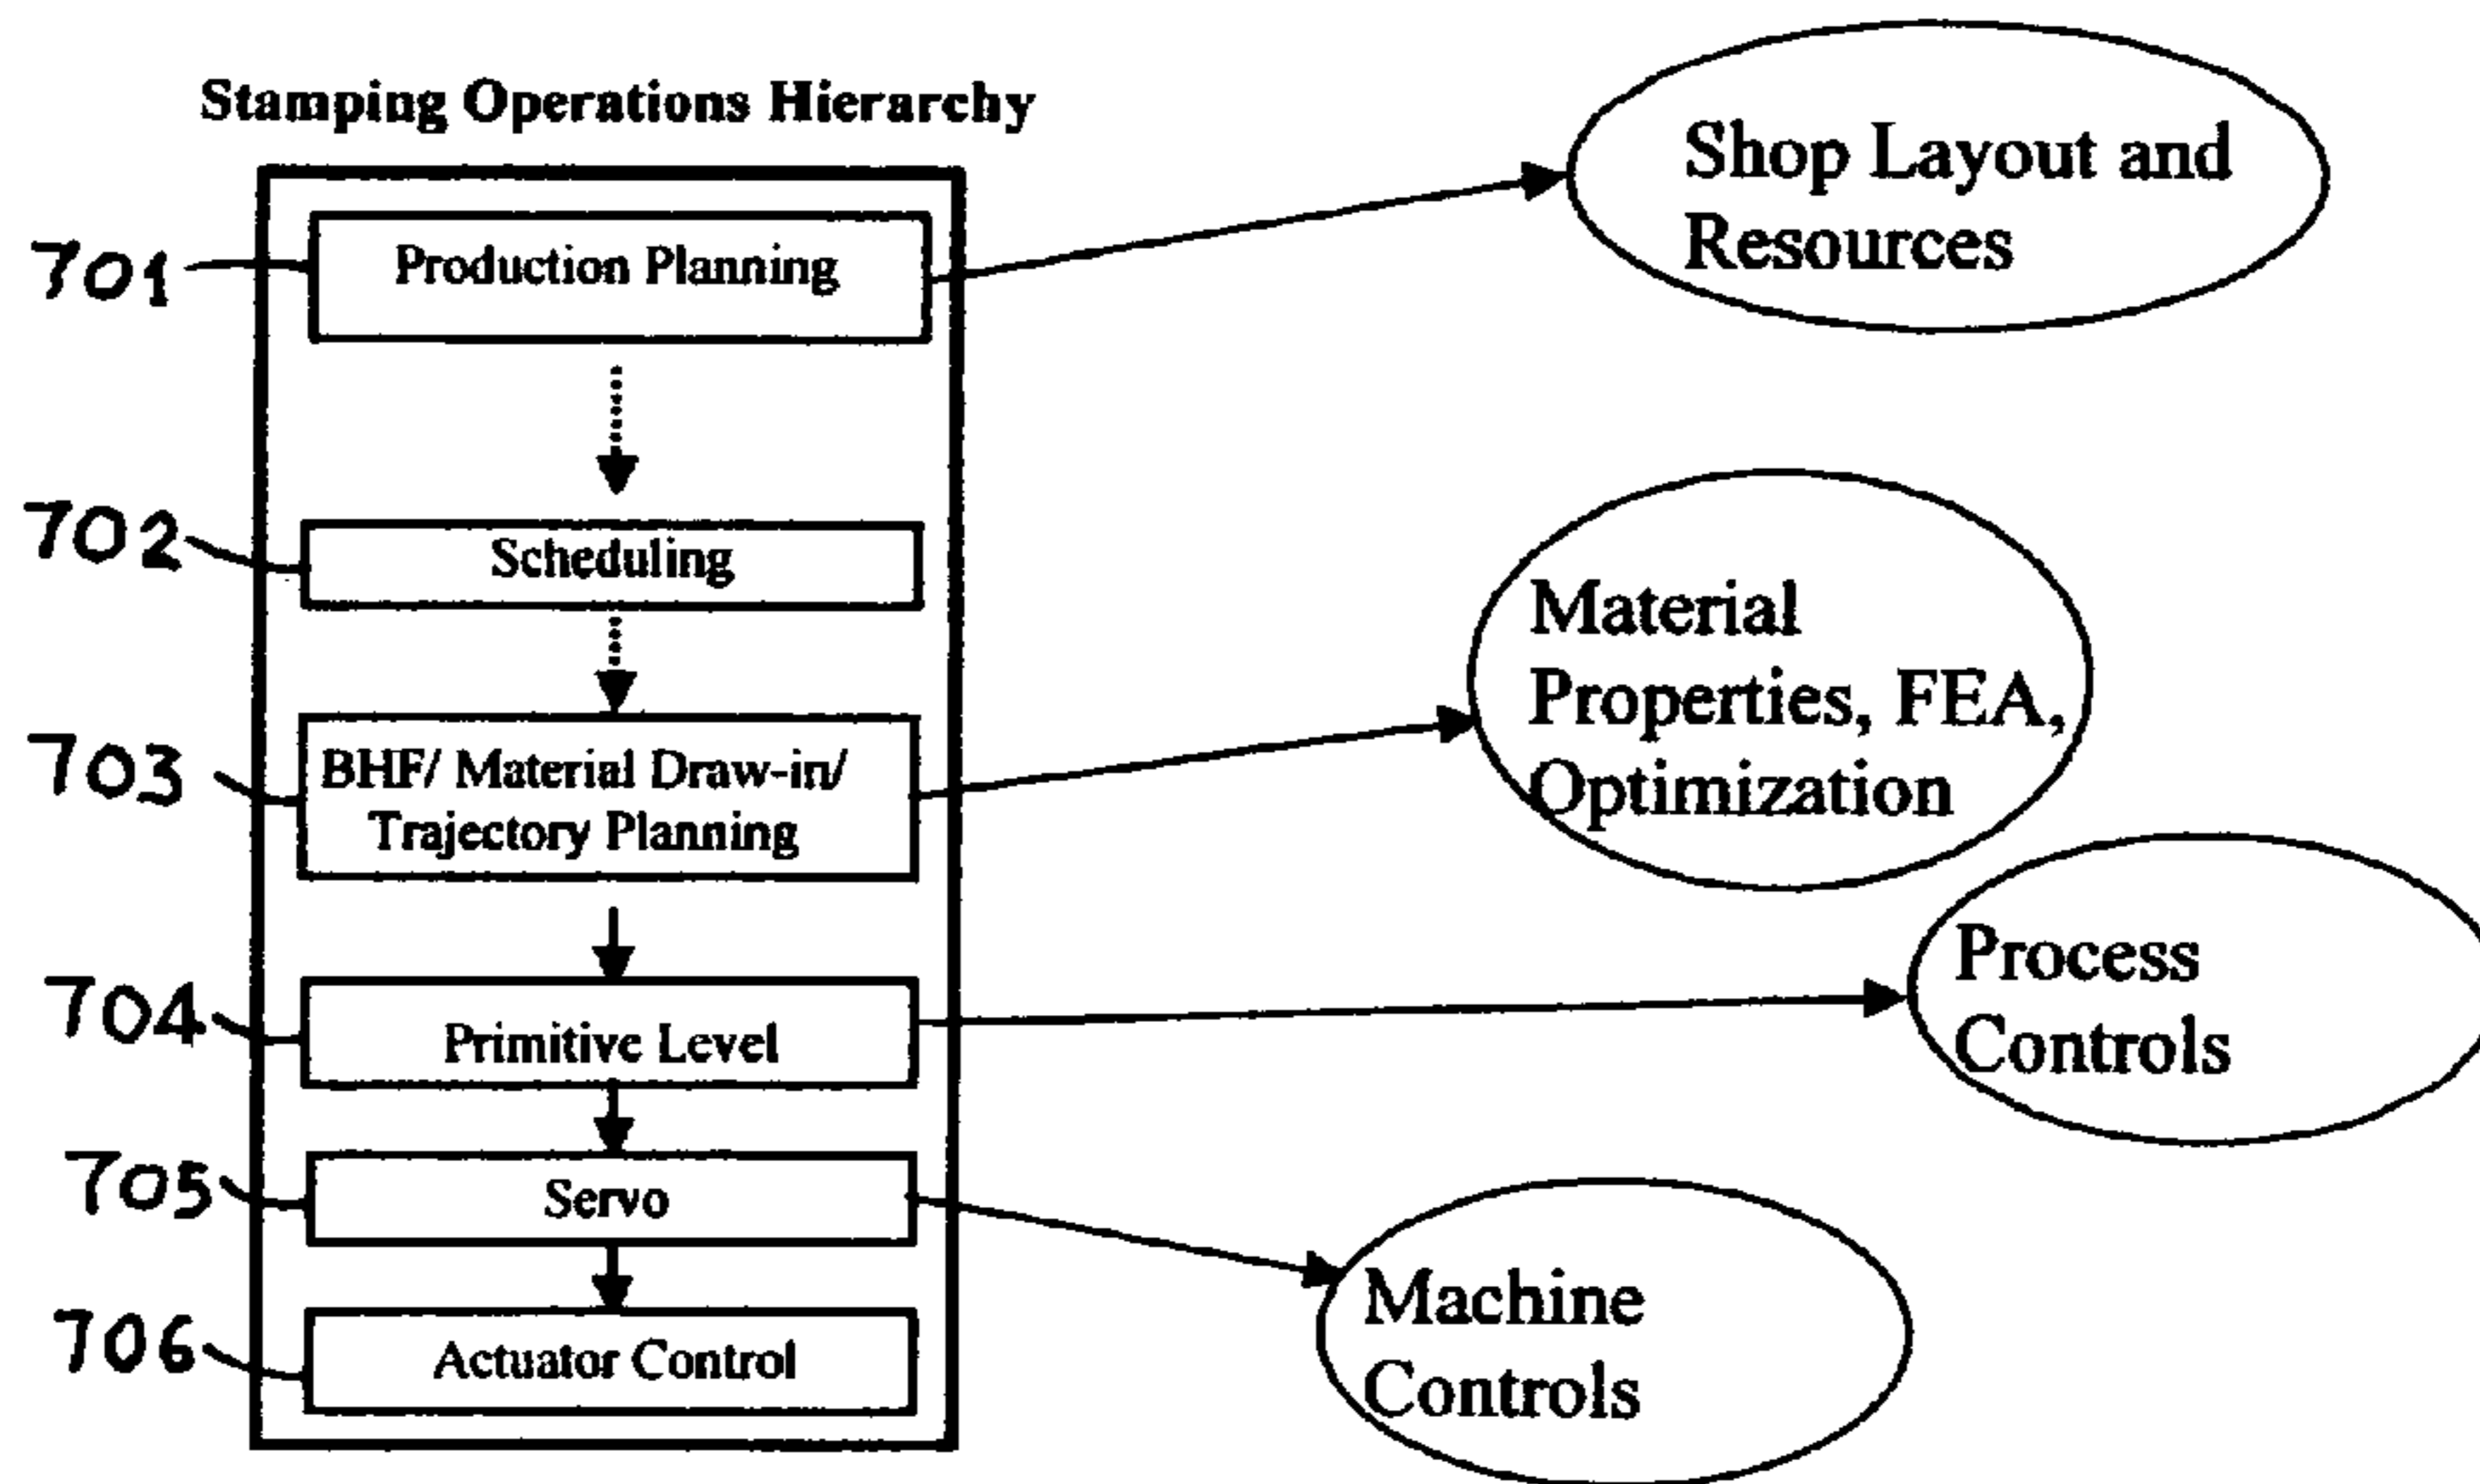 Stamping Operations Hierarchy
701
Production Planning
Shop Layout and
Resources
702
Scheduling
703
BHF/ Material Draw-in/
Trajectory Planning
Material
Properties, FEA,
Optimization
704
Primitive Level
Process
Controls
705
Servo
Machine
Controls
706
Actuator Control